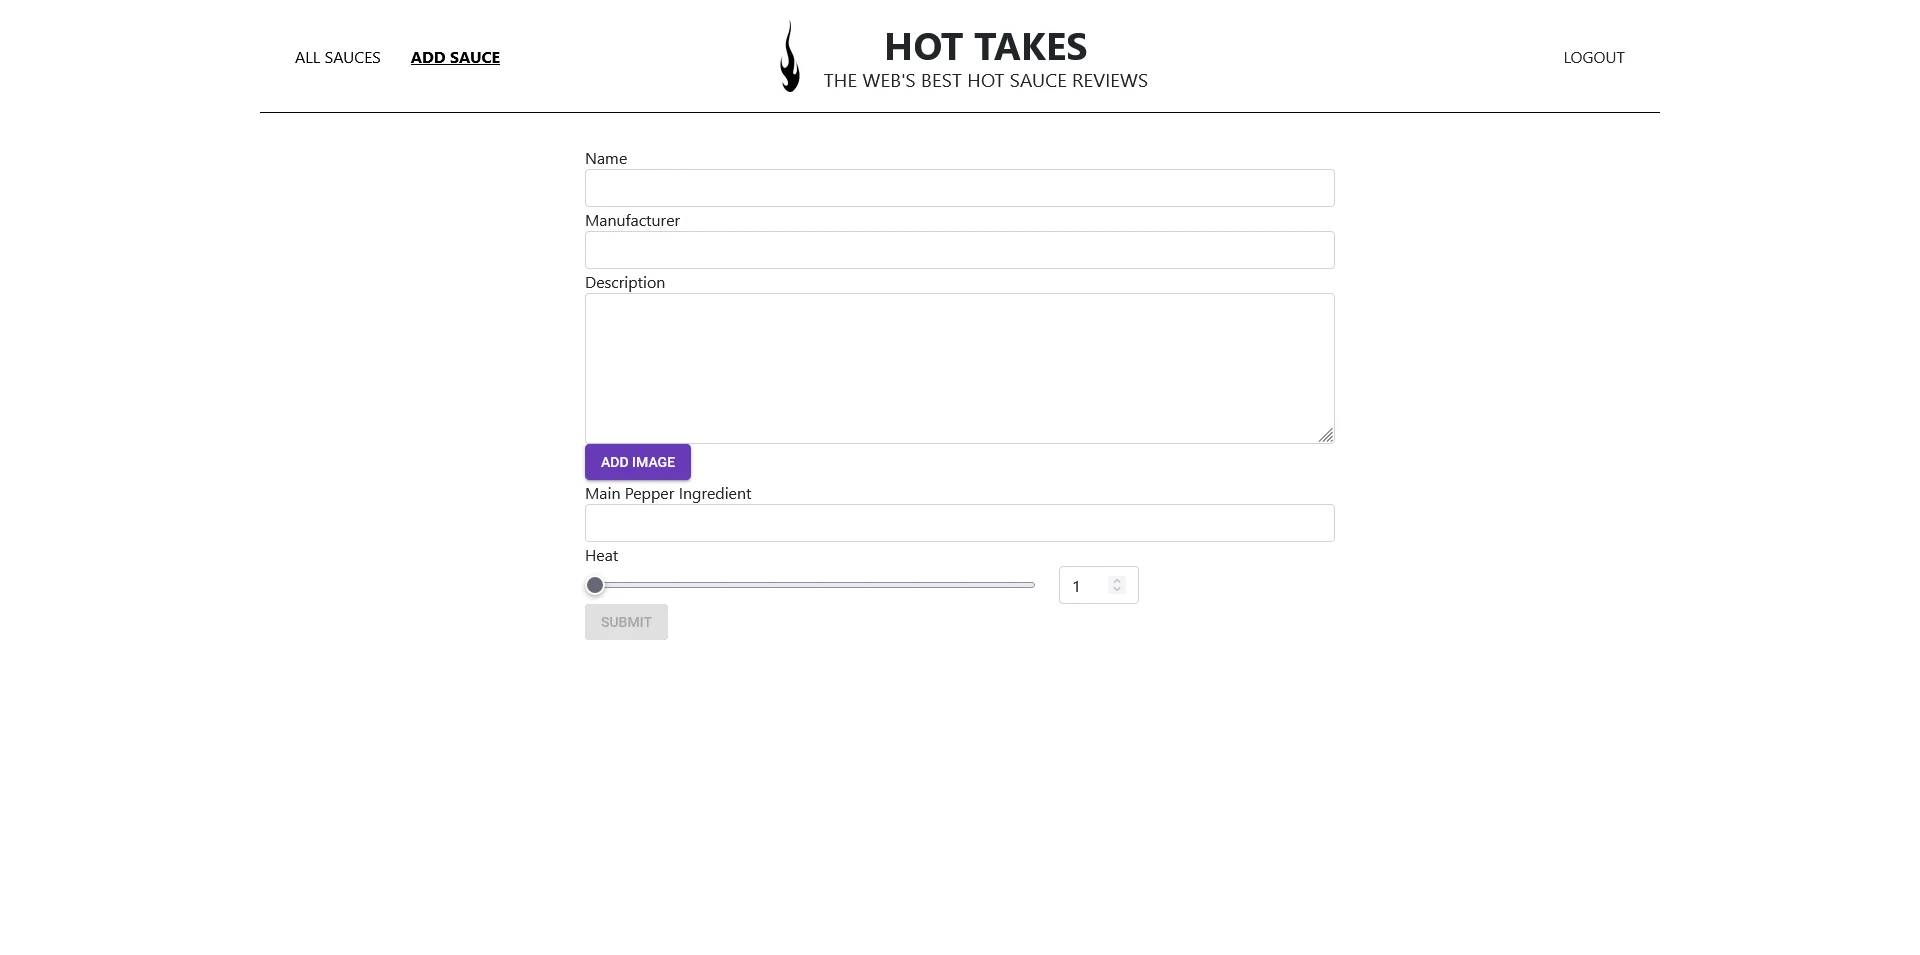 ALL SAUCES
ADD SAUCE
HOT TAKES
THE WEB'S BEST HOT SAUCE REVIEWS
LOGOUT
Name
Manufacturer
Description
ADD IMAGE
Main Pepper Ingredient
Heat
1
SUBMIT